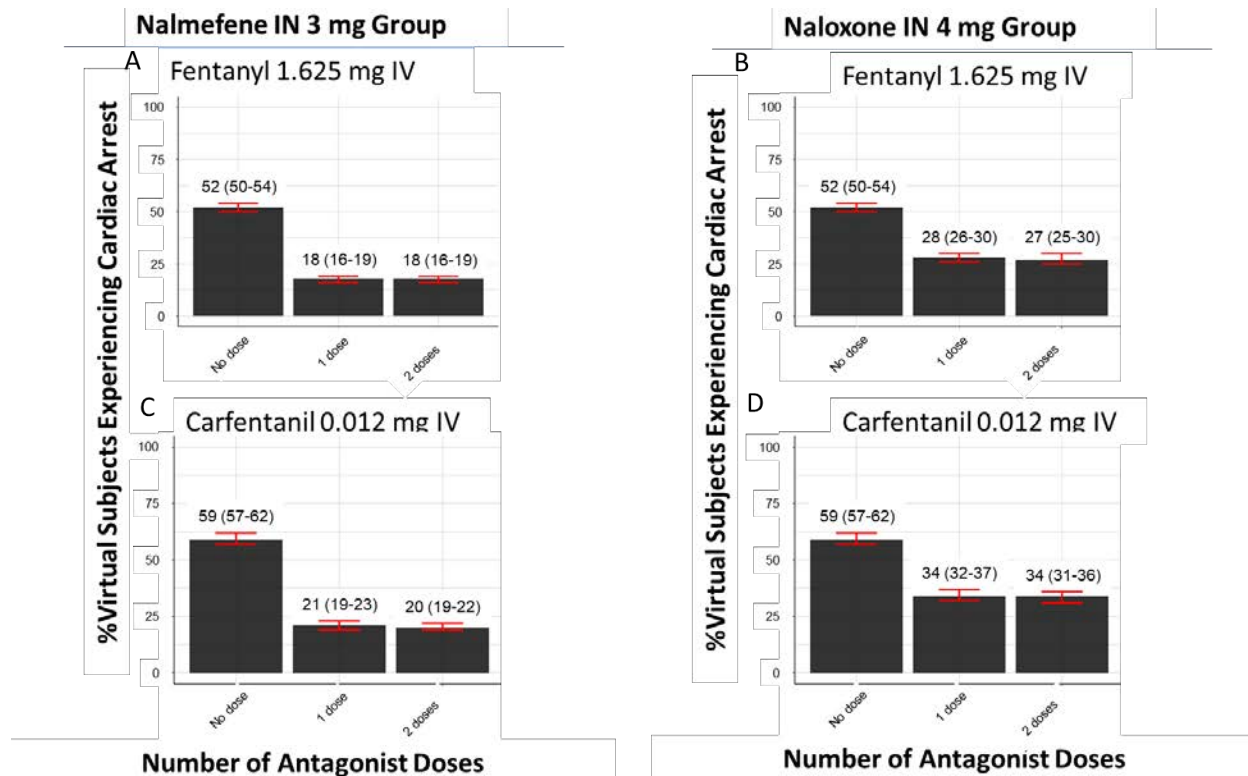 Nalmefene IN 3 mg Group
A
Fentanyl 1.625 mg IV
%Virtual Subjects Experiencing Cardiac Arrest
100
75
50
25
0
52 (50-54)
18 (16-19)
18 (16-19)
No dose
1 dose
2 doses
C
Carfentanil 0.012 mg IV
100
75
50
25
0
59 (57-62)
21 (19-23)
20 (19-22)
No dose
1 dose
2 doses
Number of Antagonist Doses
Naloxone IN 4 mg Group
B
Fentanyl 1.625 mg IV
%Virtual Subjects Experiencing Cardiac Arrest
100
75
50
25
0
52 (50-54)
28 (26-30)
27 (25-30)
No dose
1 dose
2 doses
D
Carfentanil 0.012 mg IV
100
75
50
25
0
59 (57-62)
34 (32-37)
34 (31-36)
No dose
1 dose
2 doses
Number of Antagonist Doses